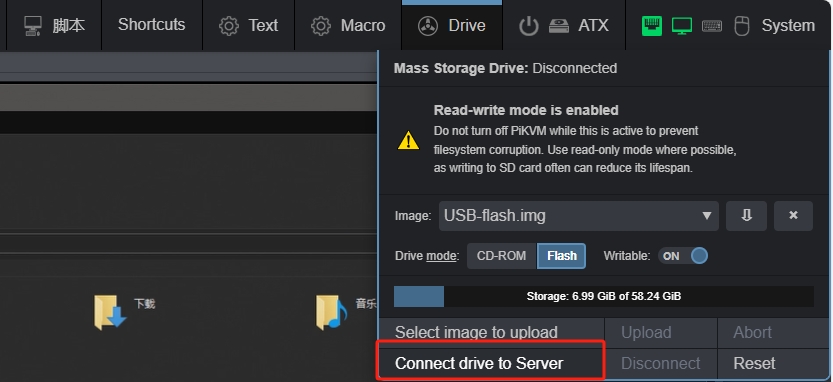 脚本 Shortcuts Text Macro Drive ATX System
Mass Storage Drive: Disconnected
Read-write mode is enabled
Do not turn off PiKVM while this is active to prevent
filesystem corruption. Use read-only mode where possible,
as writing to SD card often can reduce its lifespan.
Image: USB-flash.img
Drive mode: CD-ROM Flash Writable: ON
下载 音乐
Storage: 6.99 GiB of 58.24 GiB
Select image to upload Upload Abort
Connect drive to Server Disconnect Reset